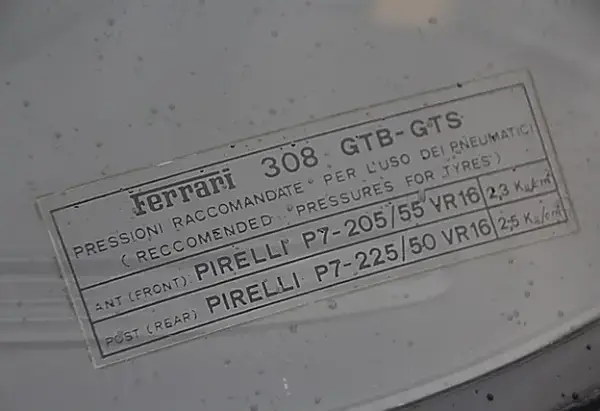 Ferrari 308 GTB-GTS
PRESSIONI RACCOMANDATE PER L'USO DEI PNEUMATICI
(RECCOMENDED PRESSURES FOR TYRES)
ANT (FRONT): PIRELLI P7-205/55 VR16 2,3 Kg/cm²
POST (REAR) PIRELLI P7-225/50 VR16 2,5 Kg/cm²